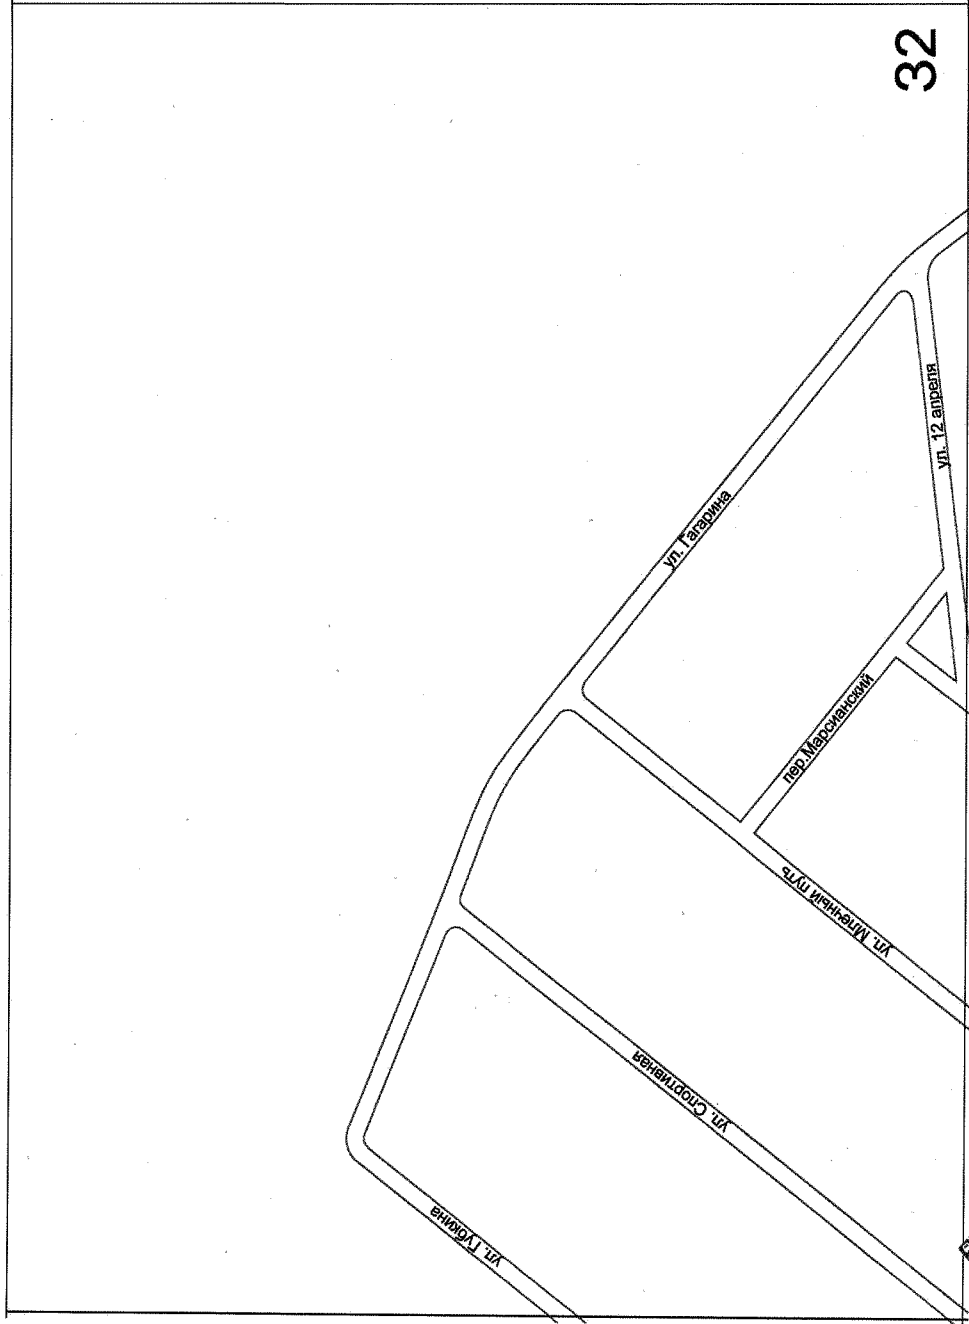 32
ул. 12 апреля
ул. Гагарина
пер.Марсианский
ул. Млечный путь
ул. Спортивная
ул. Губкина